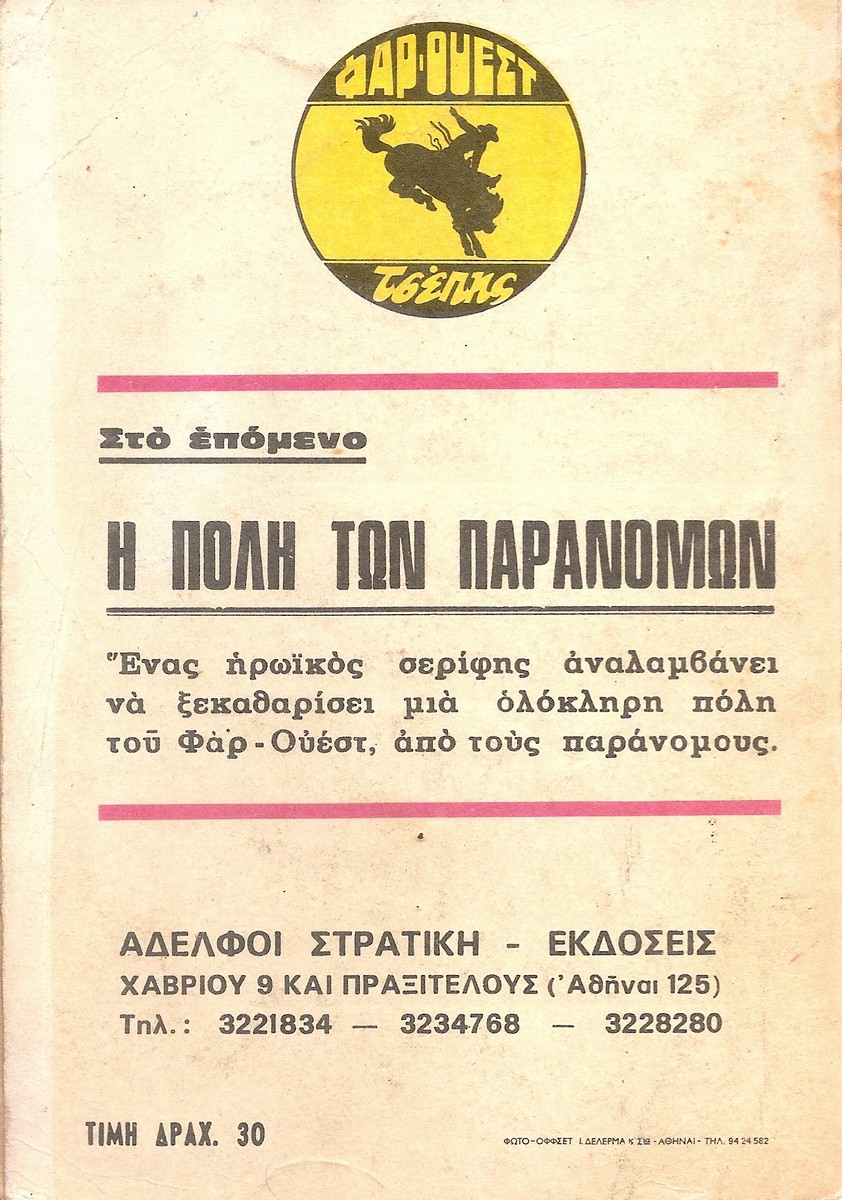 ΦΑΡ-ΟΥΕΣΤ
τσέπης
Στὸ ἑπόμενο
Η ΠΟΛΗ ΤΩΝ ΠΑΡΑΝΟΜΩΝ
Ἕνας ἡρωϊκὸς σερίφης ἀναλαμβάνει
νὰ ξεκαθαρίσει μιὰ ὁλόκληρη πόλη
τοῦ Φὰρ - Οὐέστ, ἀπὸ τοὺς παράνομους.
ΑΔΕΛΦΟΙ ΣΤΡΑΤΙΚΗ - ΕΚΔΟΣΕΙΣ
ΧΑΒΡΙΟΥ 9 ΚΑΙ ΠΡΑΞΙΤΕΛΟΥΣ (Ἀθῆναι 125)
Τηλ.: 3221834 — 3234768 — 3228280
ΤΙΜΗ ΔΡΑΧ. 30
ΦΩΤΟ-ΟΦΦΣΕΤ Ι. ΔΕΛΕΡΜΑ & ΣΙΑ - ΑΘΗΝΑΙ - ΤΗΛ. 94 24 582